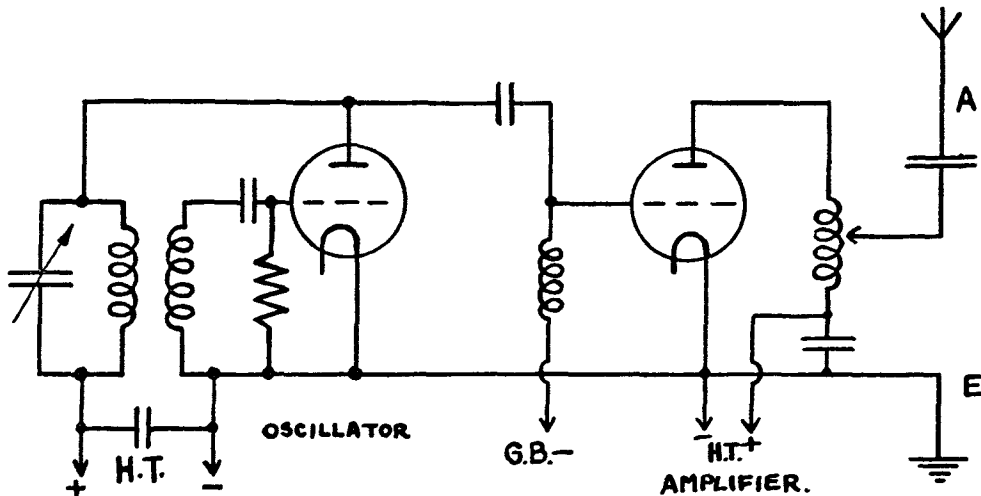 A
E
OSCILLATOR
G.B.-
- H.T. +
H.T.
+ -
AMPLIFIER.